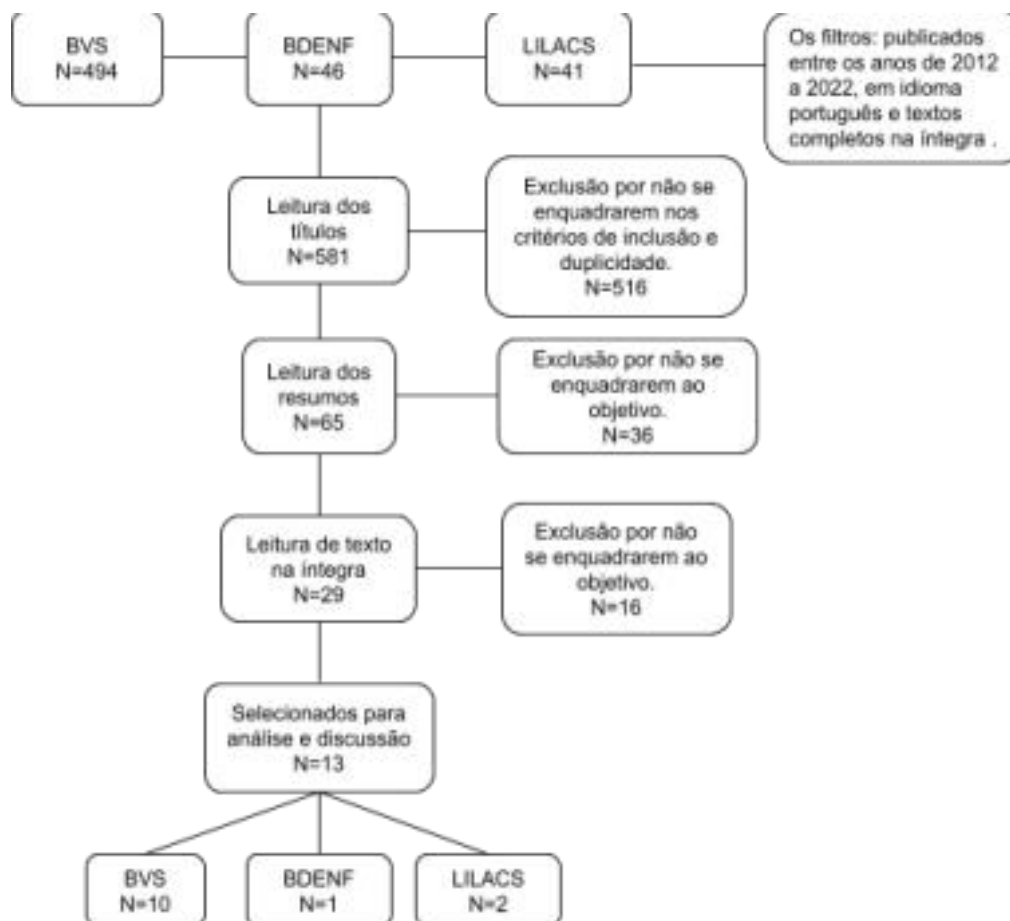 BVS
N=494
BDENF
N=46
LILACS
N=41
Os filtros: publicados
entre os anos de 2012
a 2022, em idioma
português e textos
completos na íntegra .
Leitura dos
títulos
N=581
Exclusão por não se
enquadrarem nos
critérios de inclusão e
duplicidade.
N=516
Leitura dos
resumos
N=65
Exclusão por não se
enquadrarem ao
objetivo.
N=36
Leitura de texto
na íntegra
N=29
Exclusão por não
se enquadrarem ao
objetivo.
N=16
Selecionados para
análise e discussão
N=13
BVS
N=10
BDENF
N=1
LILACS
N=2